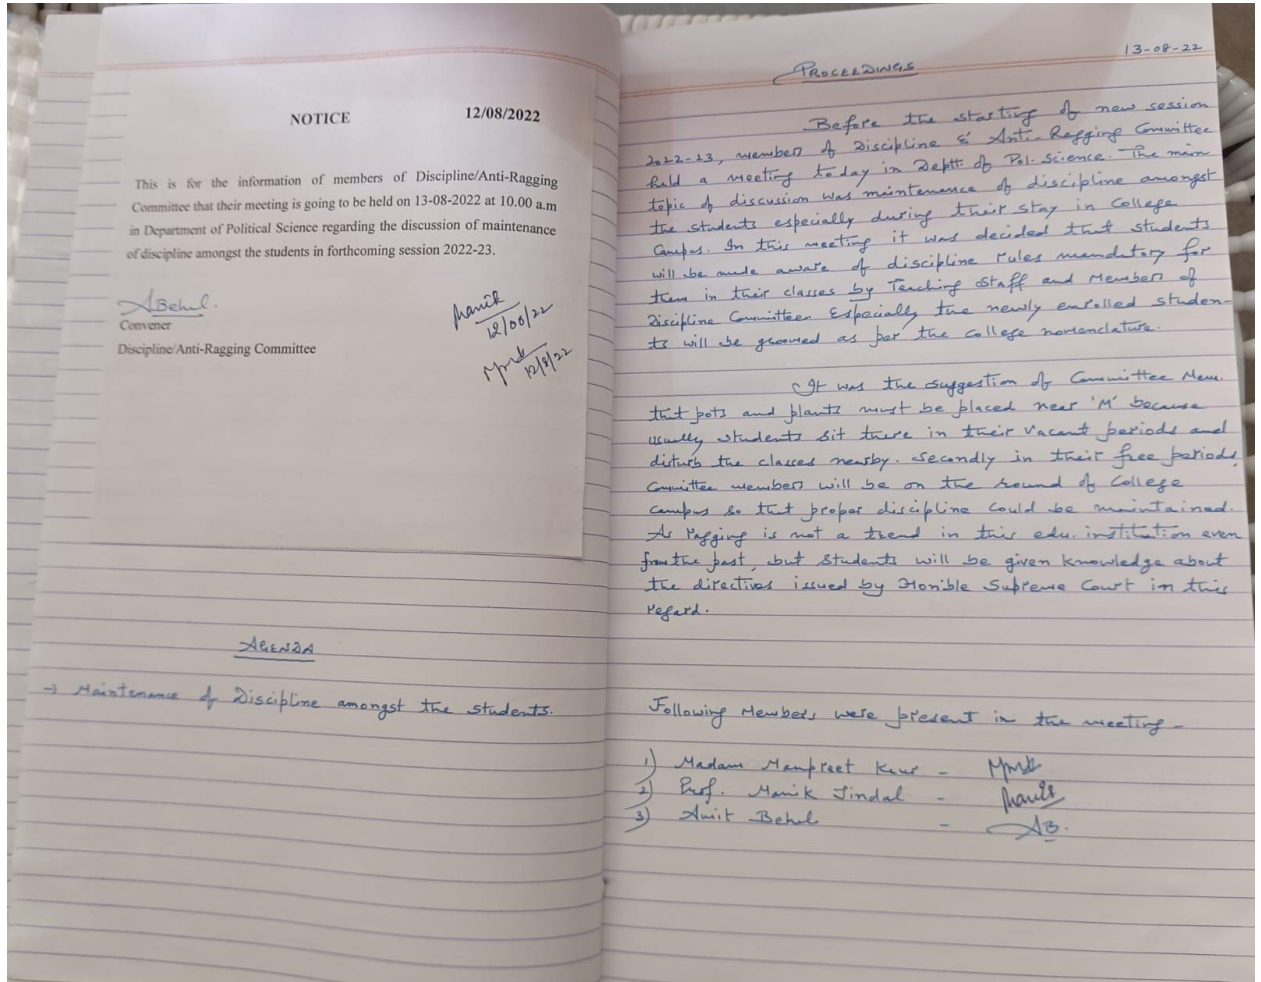 NOTICE 12/08/2022
This is for the information of members of Discipline/Anti-Ragging
Committee that their meeting is going to be held on 13-08-2022 at 10.00 a.m
in Department of Political Science regarding the discussion of maintenance
of discipline amongst the students in forthcoming session 2022-23.
ABehl.
Convener
Discipline/Anti-Ragging Committee
Manik
12/08/22
12/8/22
AGENDA
→ Maintenance of Discipline amongst the students.
13-08-22
PROCEEDINGS
Before the starting of new session
2022-23, members of Discipline & Anti-Ragging Committee
held a meeting today in Deptt. of Pol. Science. The main
topic of discussion was maintenance of discipline amongst
the students especially during their stay in College
Campus. In this meeting it was decided that students
will be made aware of discipline rules mandatory for
them in their classes by Teaching Staff and Members of
Discipline Committee. Especially the newly enrolled studen-
ts will be groomed as per the College nomenclature.
It was the suggestion of Committee Mem.
that pots and plants must be placed near 'M' because
usually students sit there in their vacant periods and
disturb the classes nearby. Secondly in their free periods,
Committee members will be on the round of College
campus so that proper discipline could be maintained.
As ragging is not a trend in this edu. institution even
from the past, but students will be given knowledge about
the directives issued by Hon'ble Supreme Court in this
regard.
Following Members were present in the meeting -
1) Madam Manpreet Kaur -
2) Prof. Manik Jindal - Manik
3) Amit Behl - AB.